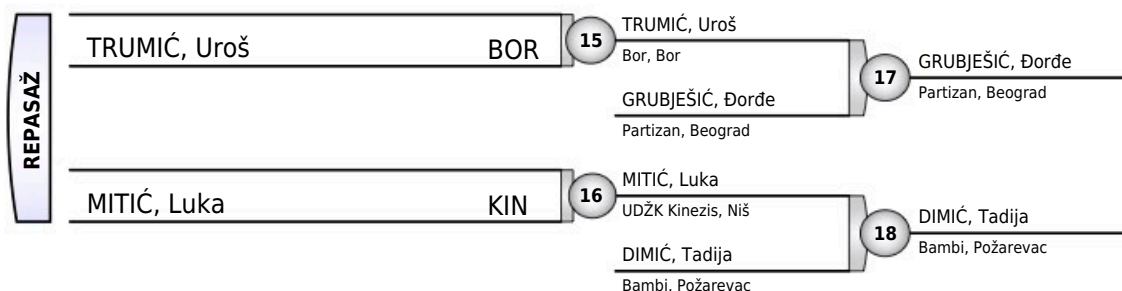 REPASAŽ
TRUMIĆ, Uroš BOR
15
TRUMIĆ, Uroš
Bor, Bor
GRUBJEŠIĆ, Đorđe
Partizan, Beograd
17
GRUBJEŠIĆ, Đorđe
Partizan, Beograd
MITIĆ, Luka KIN
16
MITIĆ, Luka
UDŽK Kinezis, Niš
DIMIĆ, Tadija
Bambi, Požarevac
18
DIMIĆ, Tadija
Bambi, Požarevac